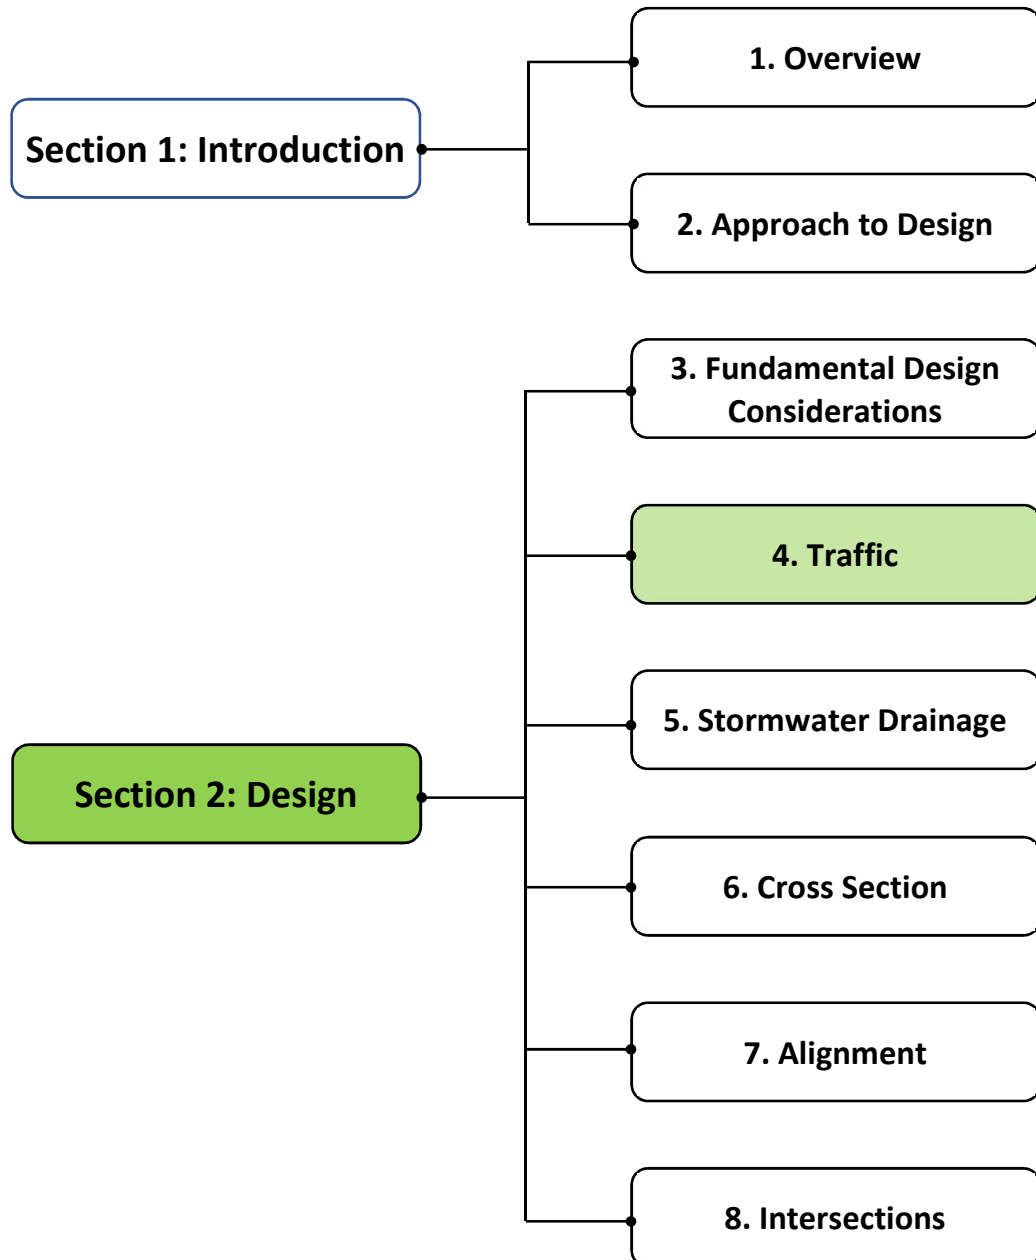 1. Overview
Section 1: Introduction
2. Approach to Design
3. Fundamental Design
Considerations
4. Traffic
5. Stormwater Drainage
Section 2: Design
6. Cross Section
7. Alignment
8. Intersections